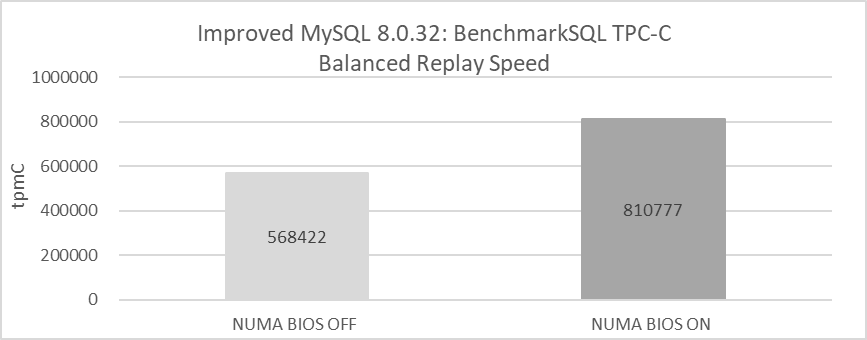 Improved MySQL 8.0.32: BenchmarkSQL TPC-C
Balanced Replay Speed
1000000
800000
600000
400000
200000
0
tpmC
568422
810777
NUMA BIOS OFF
NUMA BIOS ON